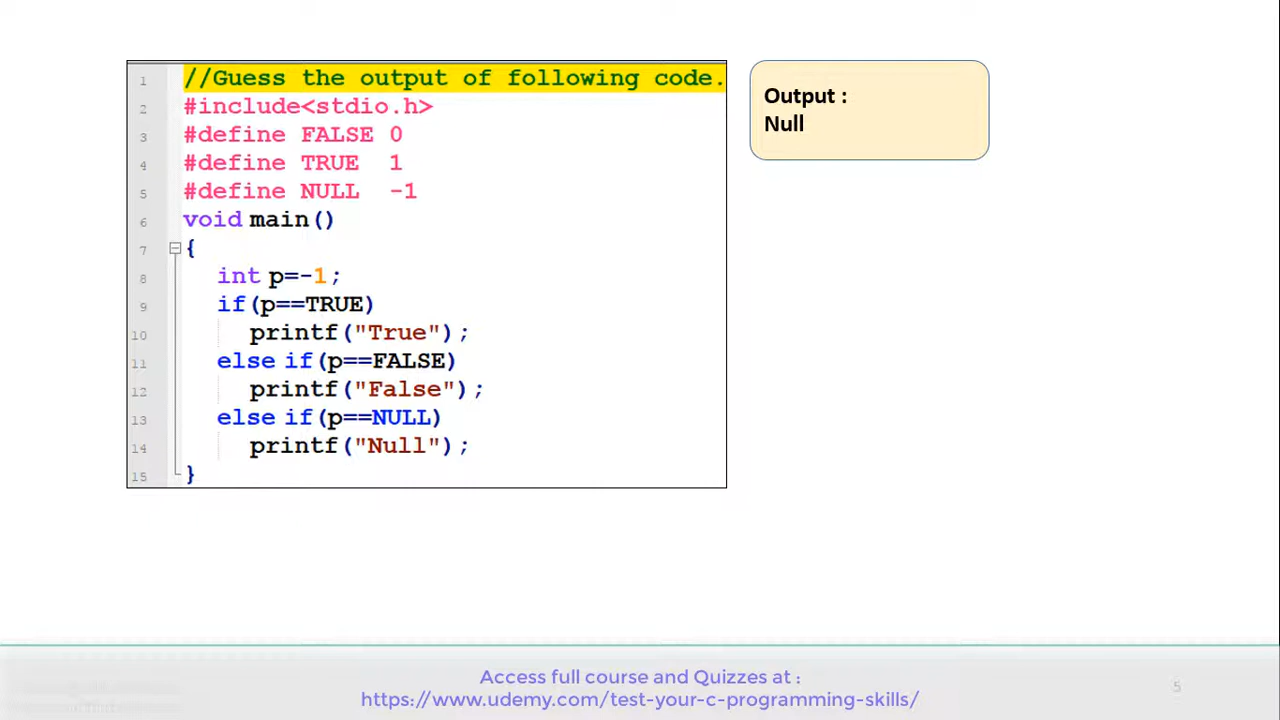 1 //Guess the output of following code.
2 #include<stdio.h>
3 #define FALSE 0
4 #define TRUE 1
5 #define NULL -1
6 void main()
7 {
8 int p=-1;
9 if(p==TRUE)
10 printf("True");
11 else if(p==FALSE)
12 printf("False");
13 else if(p==NULL)
14 printf("Null");
15 }
Output :
Null
Access full course and Quizzes at :
https://www.udemy.com/test-your-c-programming-skills/
5